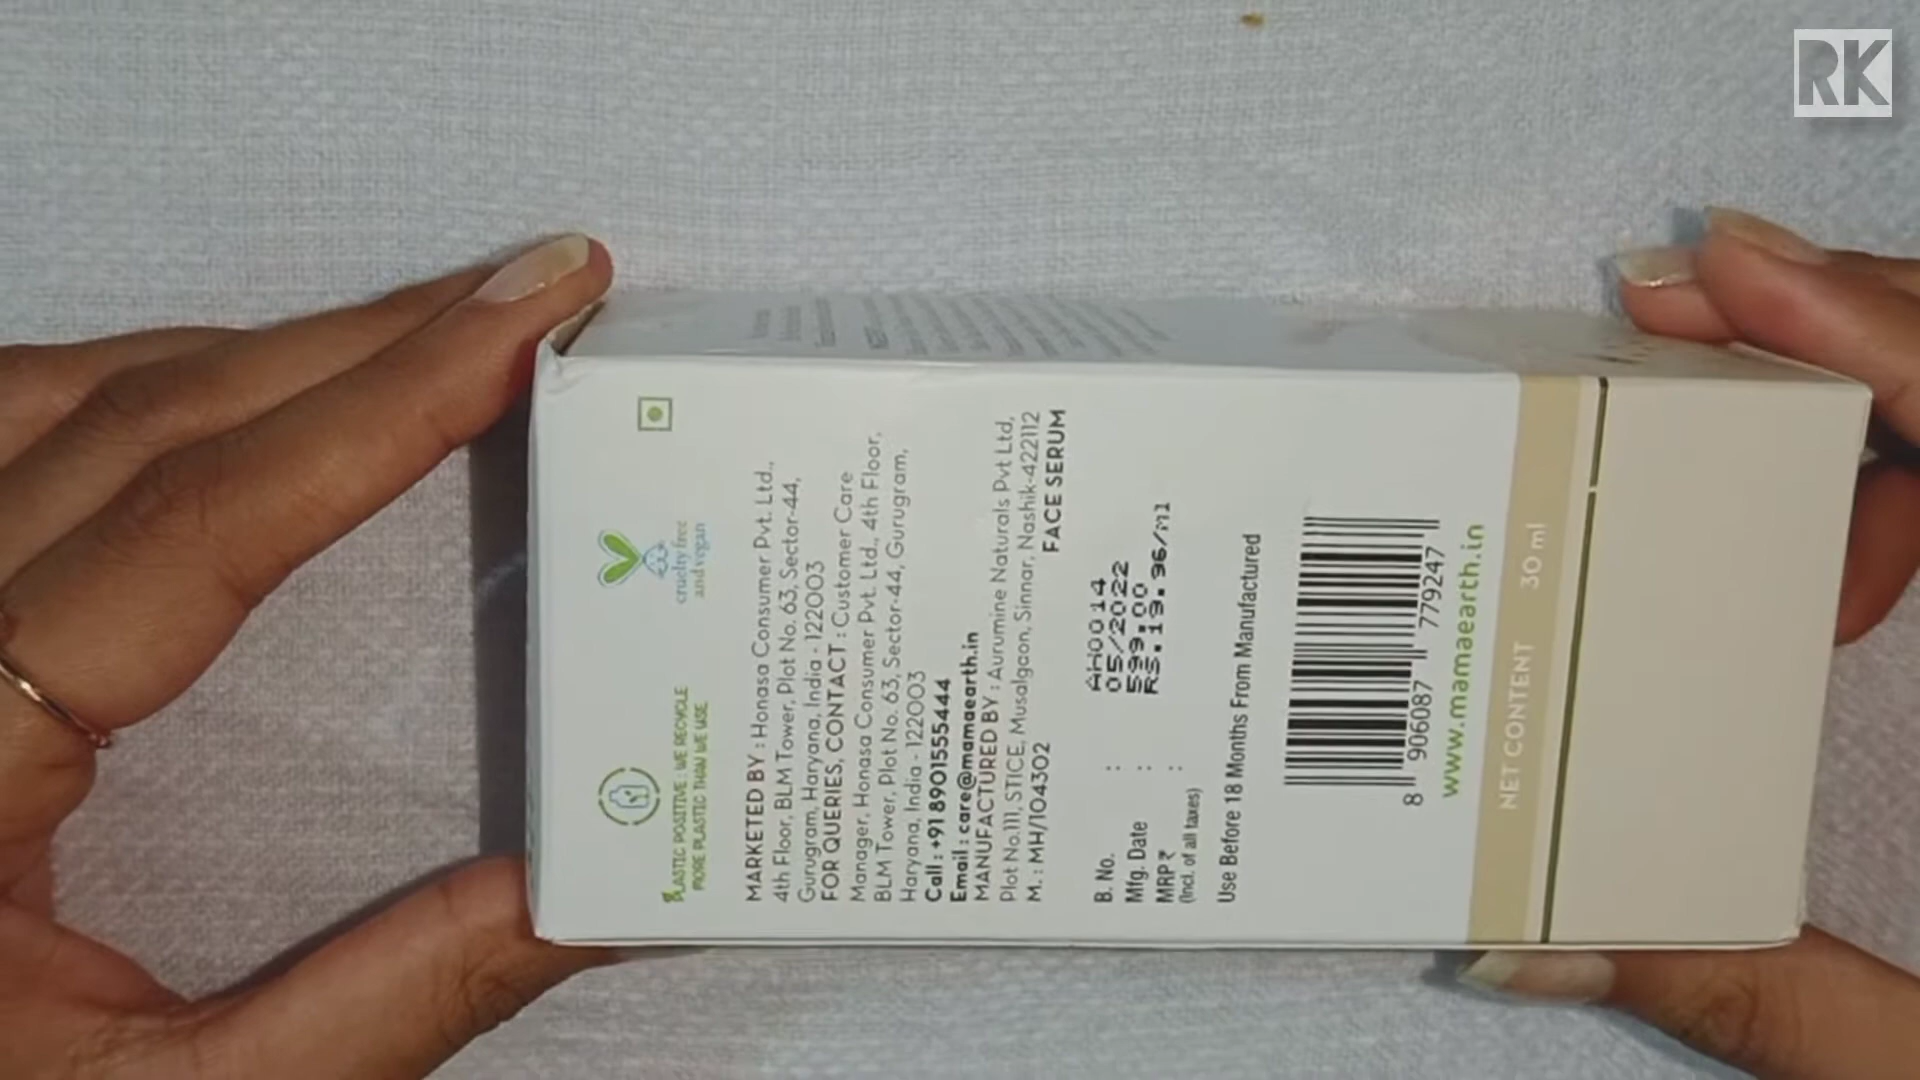 RK
PLASTIC POSITIVE : WE RECYCLE
MORE PLASTIC THAN WE USE
cruelty free
and vegan
MARKETED BY : Honasa Consumer Pvt. Ltd.,
4th Floor, BLM Tower, Plot No. 63, Sector-44,
Gurugram, Haryana, India - 122003
FOR QUERIES, CONTACT : Customer Care
Manager, Honasa Consumer Pvt. Ltd., 4th Floor,
BLM Tower, Plot No. 63, Sector-44, Gurugram,
Haryana, India - 122003
Call : +91 8901555444
Email : care@mamaearth.in
MANUFACTURED BY : Aurumine Naturals Pvt Ltd,
Plot No.111, STICE, Musalgaon, Sinnar, Nashik-422112
M. : MH/104302
FACE SERUM
B. No. AH0014
Mfg. Date : 05/2022
MRP₹ : 599.00
(Incl. of all taxes) : RS.19.96/Ml
Use Before 18 Months From Manufactured
8 906087 779247
www.mamaearth.in
NET CONTENT 30 ml